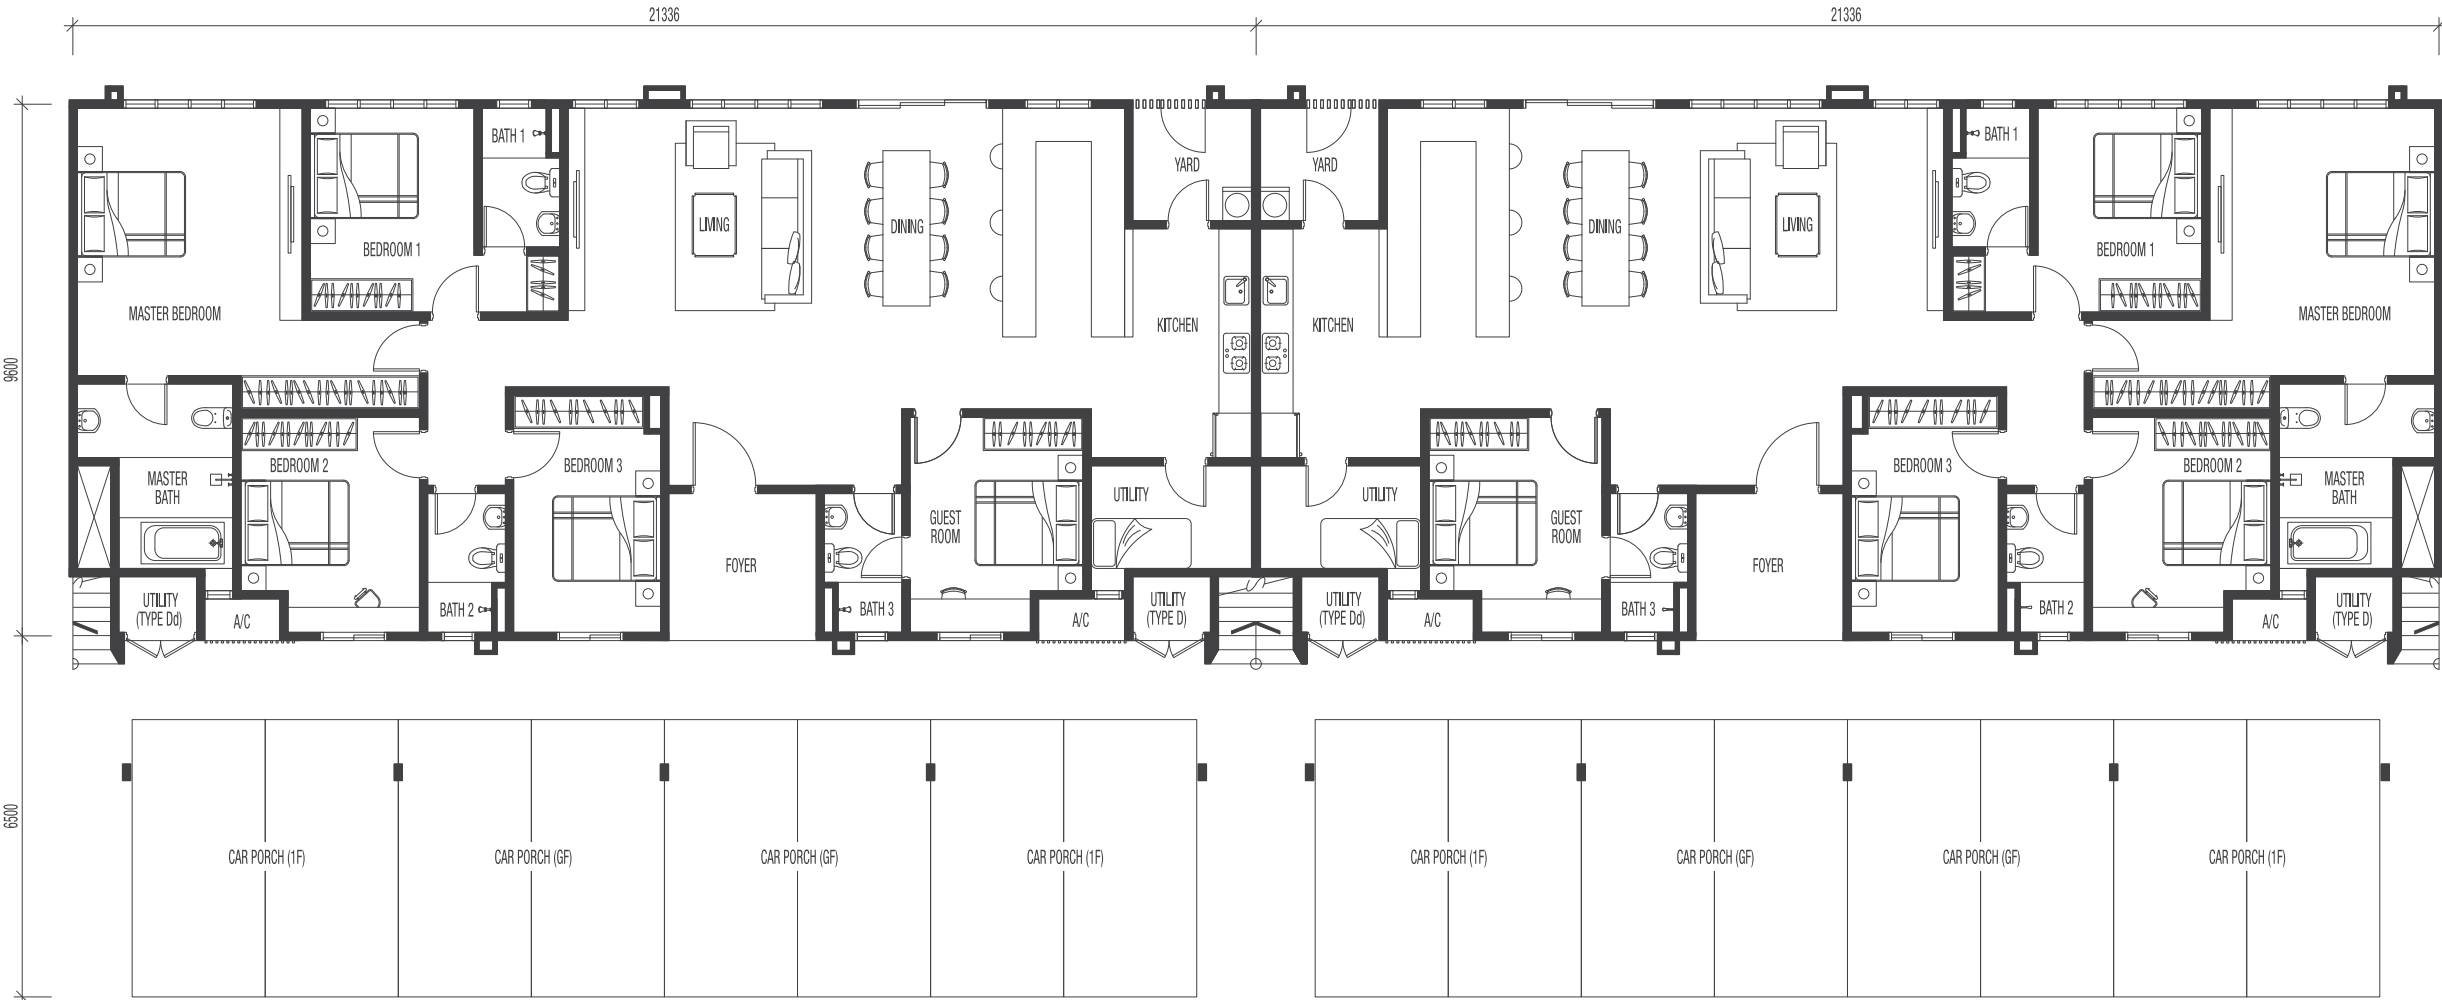 21336
21336
BATH 1
BATH 1
YARD
YARD
LIVING
DINING
DINING
LIVING
BEDROOM 1
BEDROOM 1
MASTER BEDROOM
KITCHEN
KITCHEN
MASTER BEDROOM
9600
BEDROOM 2
BEDROOM 3
BEDROOM 3
BEDROOM 2
MASTER
BATH
UTILITY
UTILITY
MASTER
BATH
GUEST
ROOM
GUEST
ROOM
FOYER
FOYER
UTILITY
(TYPE Dd)
A/C
BATH 2
BATH 3
A/C
UTILITY
(TYPE D)
UTILITY
(TYPE Dd)
A/C
BATH 3
BATH 2
A/C
UTILITY
(TYPE D)
6500
CAR PORCH (1F)
CAR PORCH (GF)
CAR PORCH (GF)
CAR PORCH (1F)
CAR PORCH (1F)
CAR PORCH (GF)
CAR PORCH (GF)
CAR PORCH (1F)